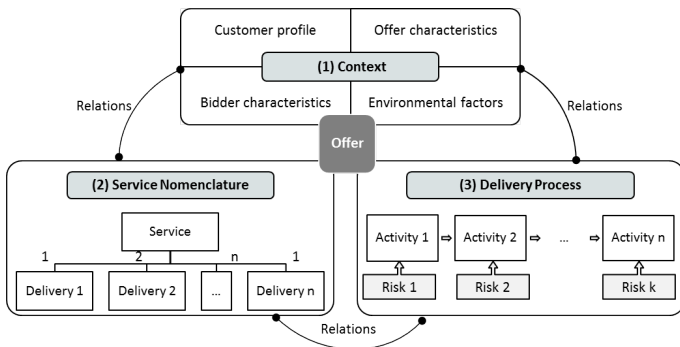 Customer profile
Offer characteristics
(1) Context
Bidder characteristics
Environmental factors
Relations
Relations
Offer
(2) Service Nomenclature
(3) Delivery Process
Service
1 2 n 1
Delivery 1
Delivery 2
...
Delivery n
Activity 1
Activity 2
...
Activity n
Risk 1
Risk 2
Risk k
Relations